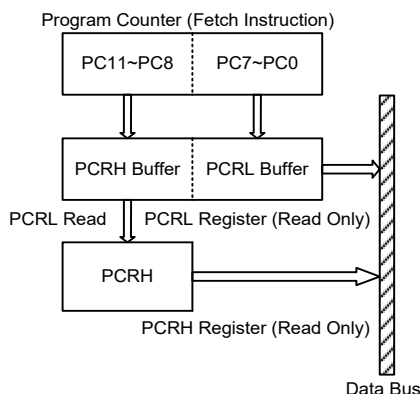 Program Counter (Fetch Instruction)
PC11~PC8 PC7~PC0
PCRH Buffer PCRL Buffer
PCRL Read PCRL Register (Read Only)
PCRH
PCRH Register (Read Only)
Data Bus